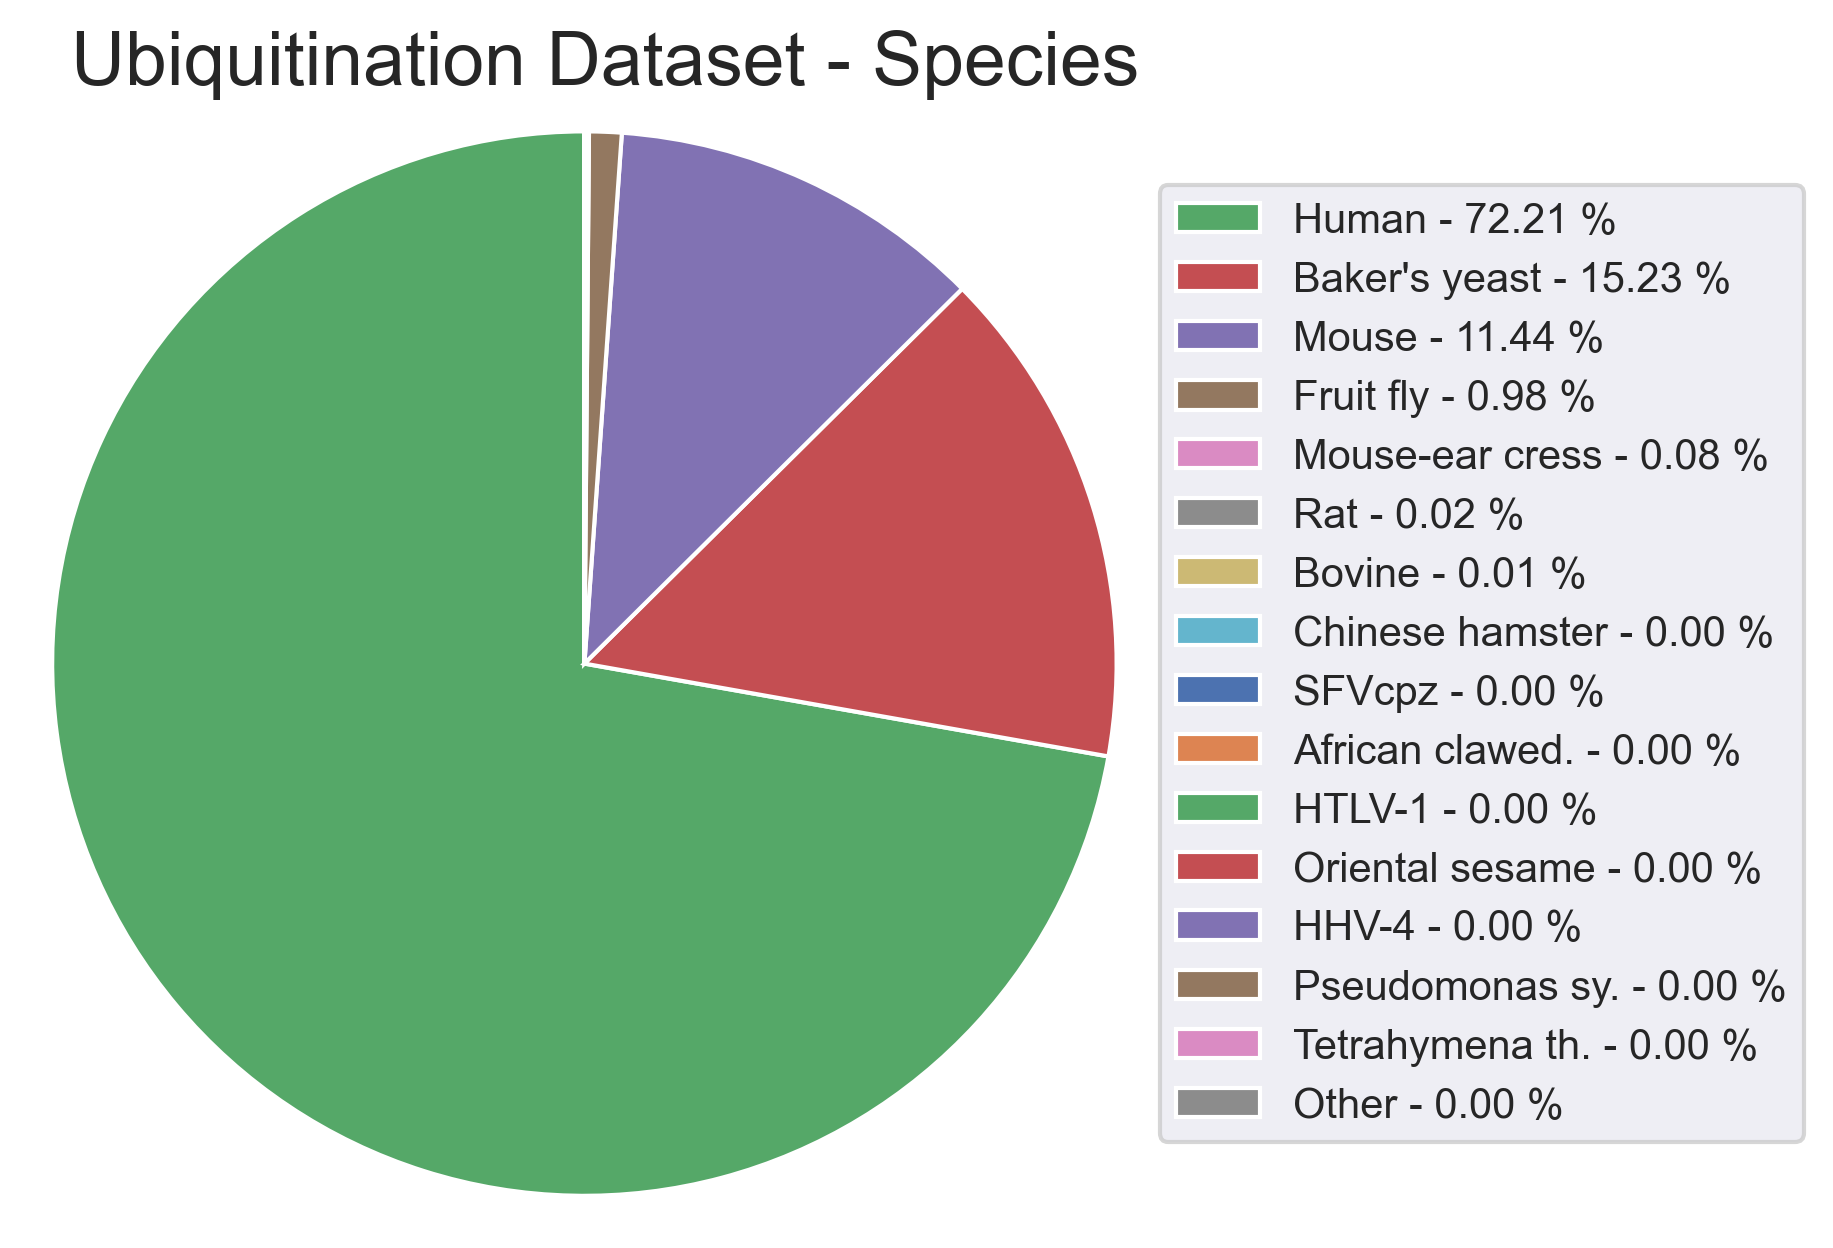 Ubiquitination Dataset - Species
Human - 72.21 %
Baker's yeast - 15.23 %
Mouse - 11.44 %
Fruit fly - 0.98 %
Mouse-ear cress - 0.08 %
Rat - 0.02 %
Bovine - 0.01 %
Chinese hamster - 0.00 %
SFVcpz - 0.00 %
African clawed. - 0.00 %
HTLV-1 - 0.00 %
Oriental sesame - 0.00 %
HHV-4 - 0.00 %
Pseudomonas sy. - 0.00 %
Tetrahymena th. - 0.00 %
Other - 0.00 %